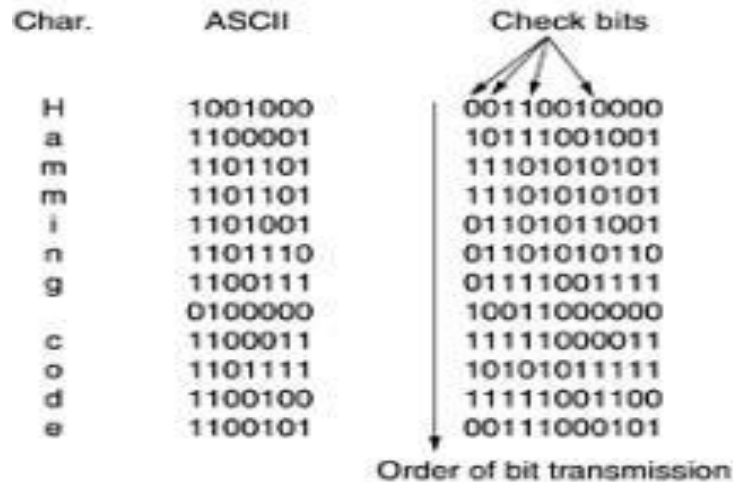 Char. ASCII Check bits
H 1001000 00110010000
a 1100001 10111001001
m 1101101 11101010101
m 1101101 11101010101
i 1101001 01101011001
n 1101110 01101010110
g 1100111 01111001111
0100000 10011000000
c 1100011 11111000011
o 1101111 10101011111
d 1100100 11111001100
e 1100101 00111000101
Order of bit transmission